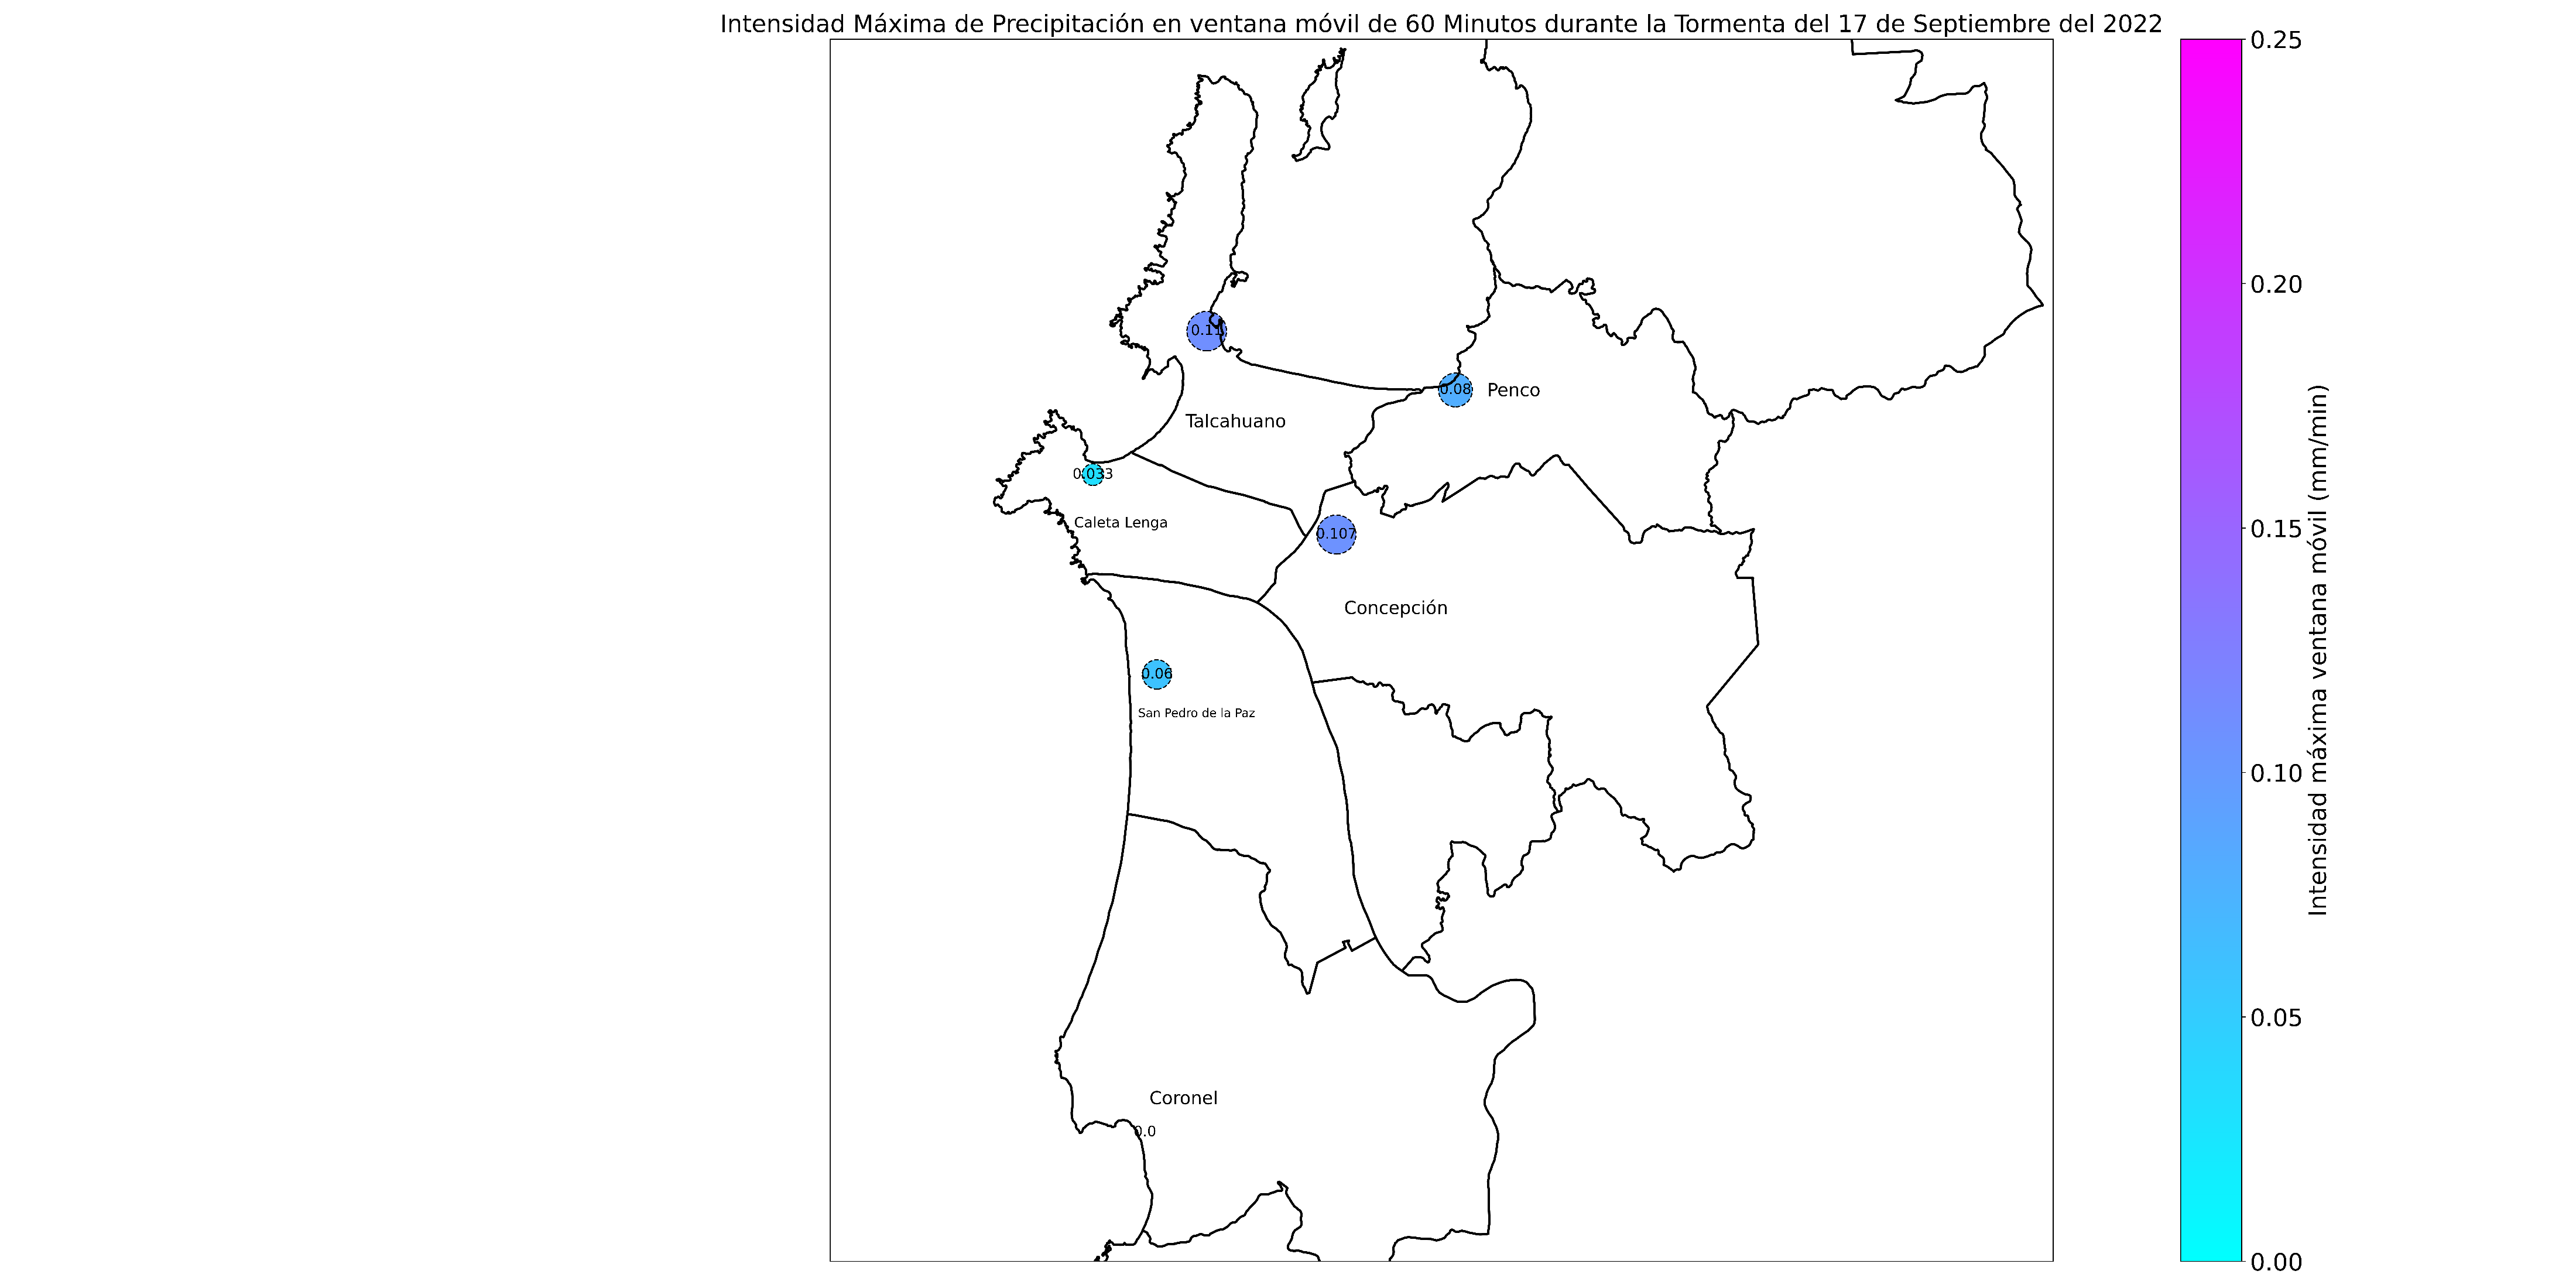 Intensidad Máxima de Precipitación en ventana móvil de 60 Minutos durante la Tormenta del 17 de Septiembre del 2022
0.11
0.08
Penco
Talcahuano
0.033
Caleta Lenga
0.107
Concepción
0.06
San Pedro de la Paz
Coronel
0.0
0.25
0.20
0.15
0.10
0.05
0.00
Intensidad máxima ventana móvil (mm/min)